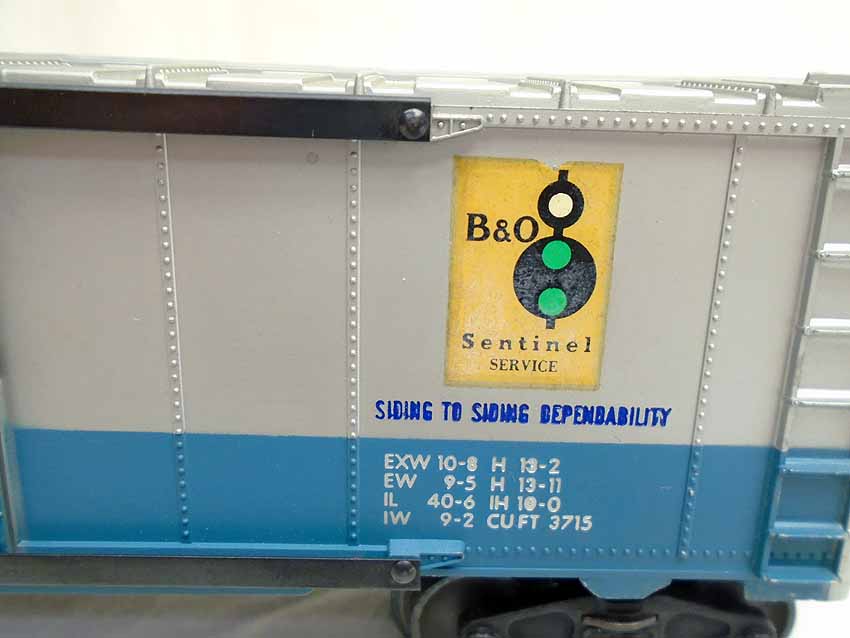 B&O
Sentinel
SERVICE
SIDING TO SIDING DEPENDABILITY
EXW 10-8 H 13-2
EW 9-5 H 13-11
IL 40-6 IH 10-0
IW 9-2 CU FT 3715